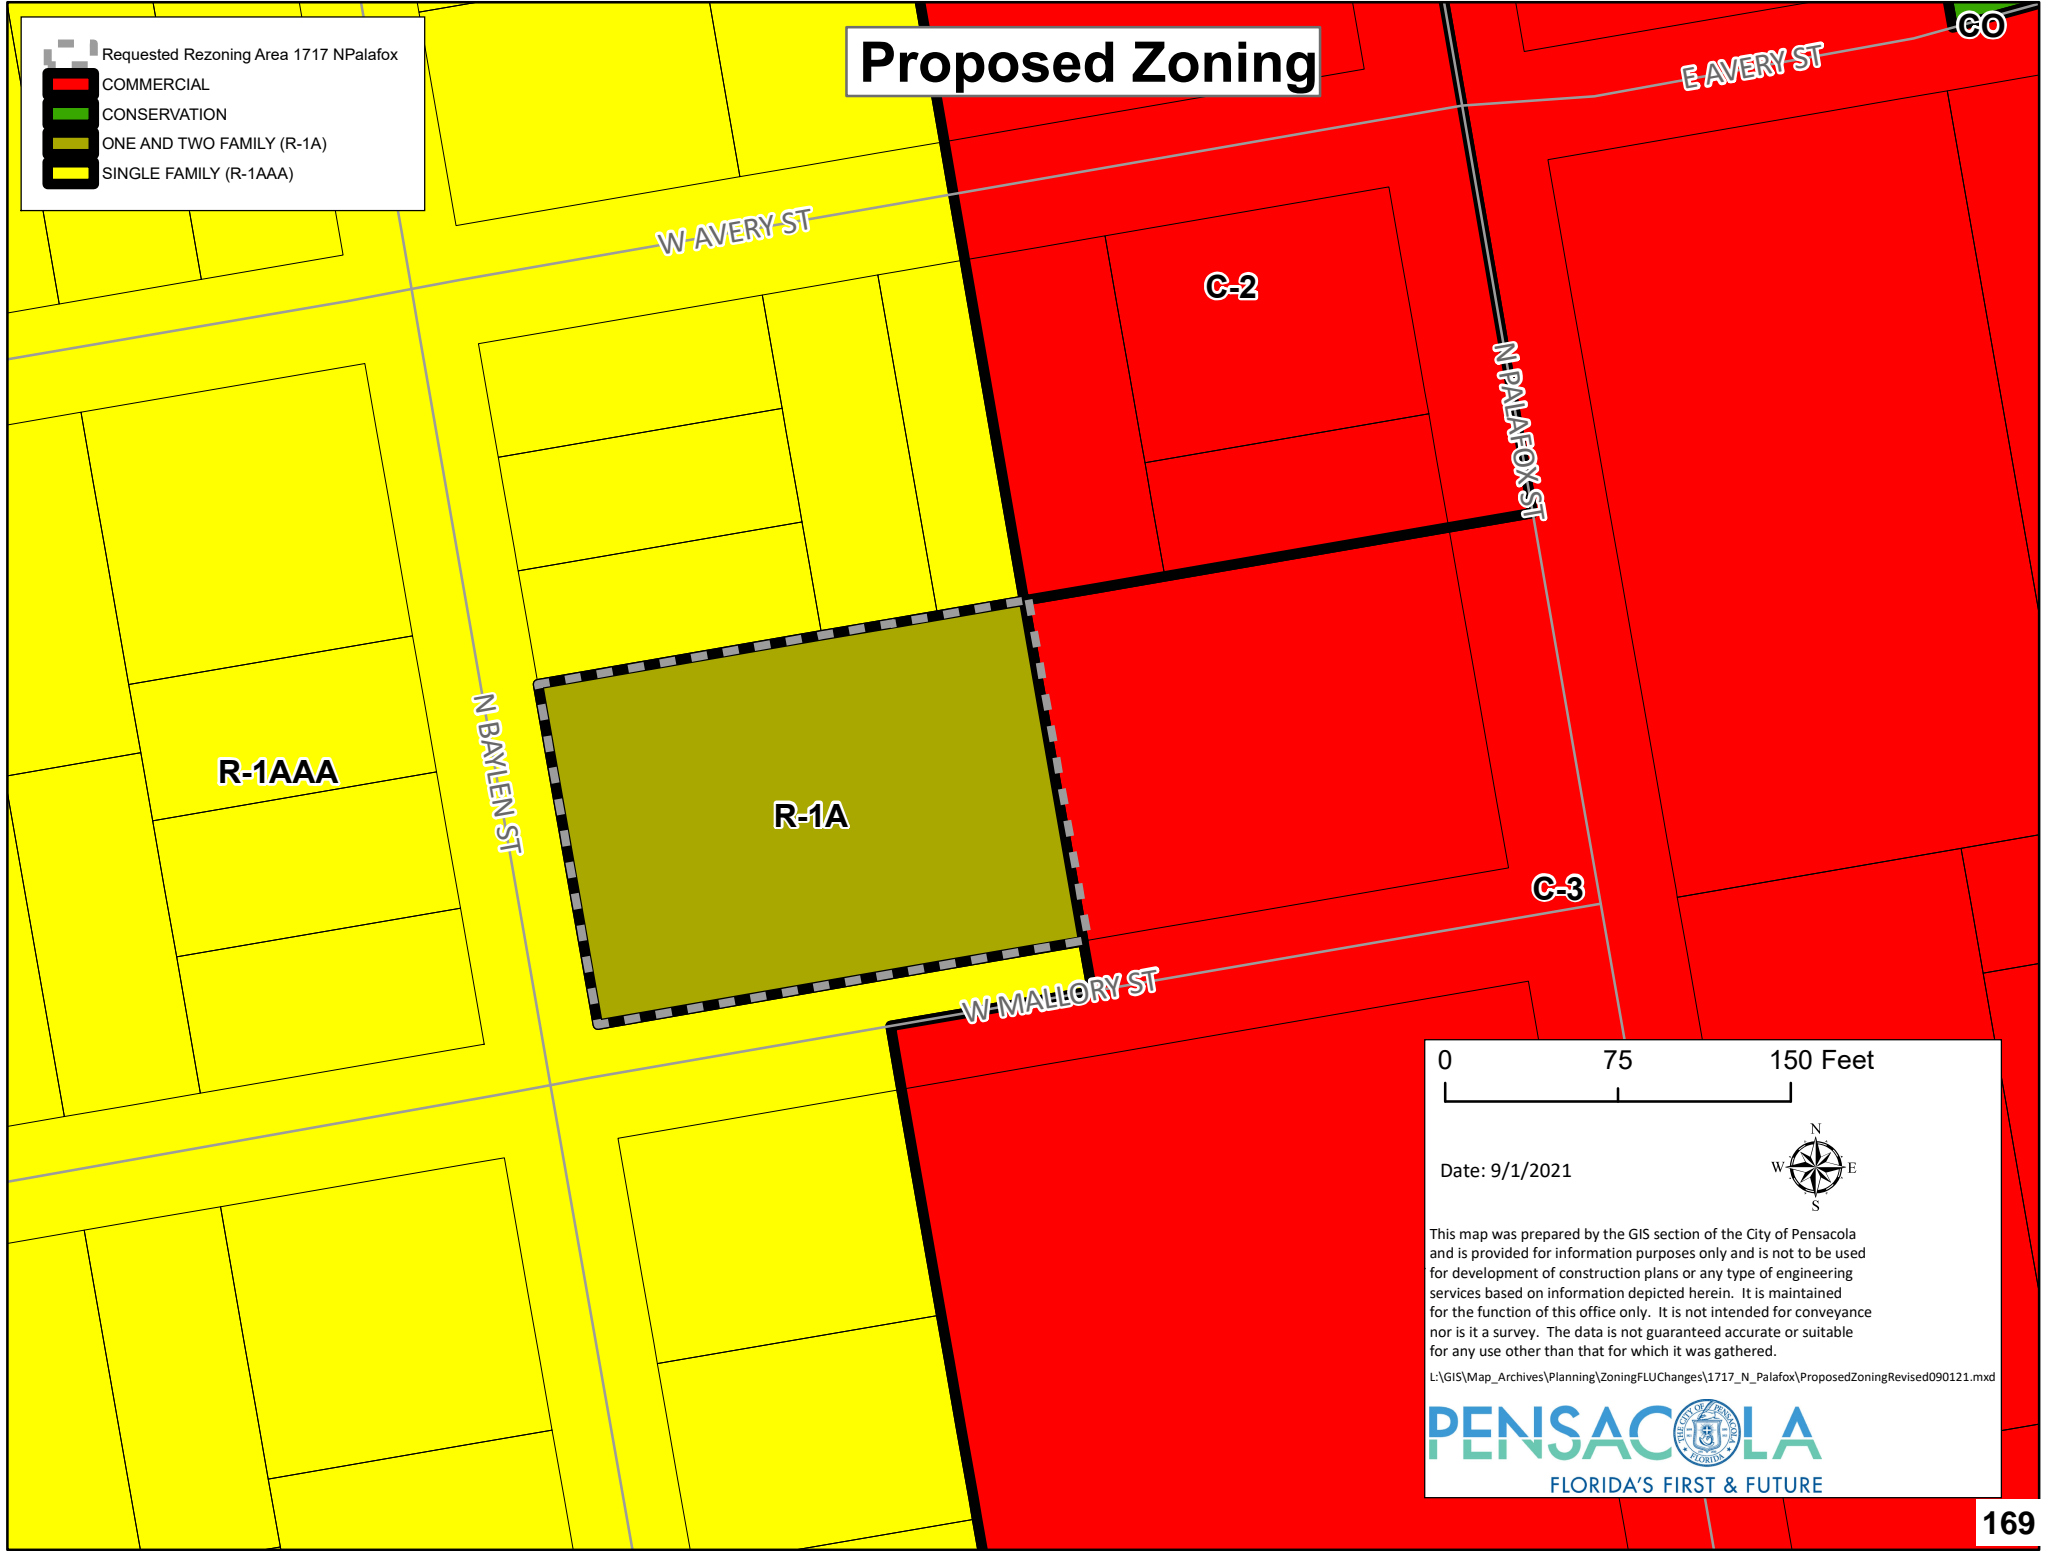 Proposed Zoning
Requested Rezoning Area 1717 NPalafox
COMMERCIAL
CONSERVATION
ONE AND TWO FAMILY (R-1A)
SINGLE FAMILY (R-1AAA)
CO
E AVERY ST
W AVERY ST
C-2
N PALAFOX ST
N BAYLEN ST
R-1AAA
R-1A
C-3
W MALLORY ST
0 75 150 Feet
Date: 9/1/2021
N
W E
S
This map was prepared by the GIS section of the City of Pensacola
and is provided for information purposes only and is not to be used
for development of construction plans or any type of engineering
services based on information depicted herein. It is maintained
for the function of this office only. It is not intended for conveyance
nor is it a survey. The data is not guaranteed accurate or suitable
for any use other than that for which it was gathered.
L:\GIS\Map_Archives\Planning\ZoningFLUChanges\1717_N_Palafox\ProposedZoningRevised090121.mxd
PENSACOLA
THE CITY OF PENSACOLA
FLORIDA
FLORIDA'S FIRST & FUTURE
169